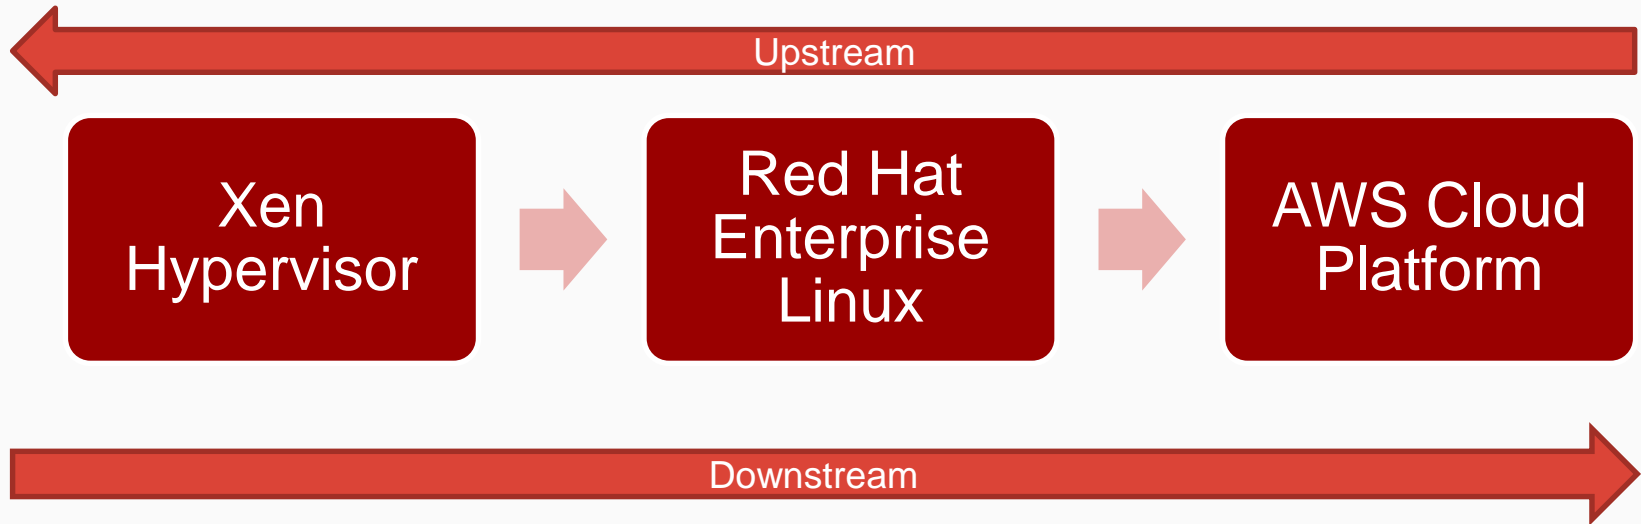 Upstream
Xen
Hypervisor
Red Hat
Enterprise
Linux
AWS Cloud
Platform
Downstream